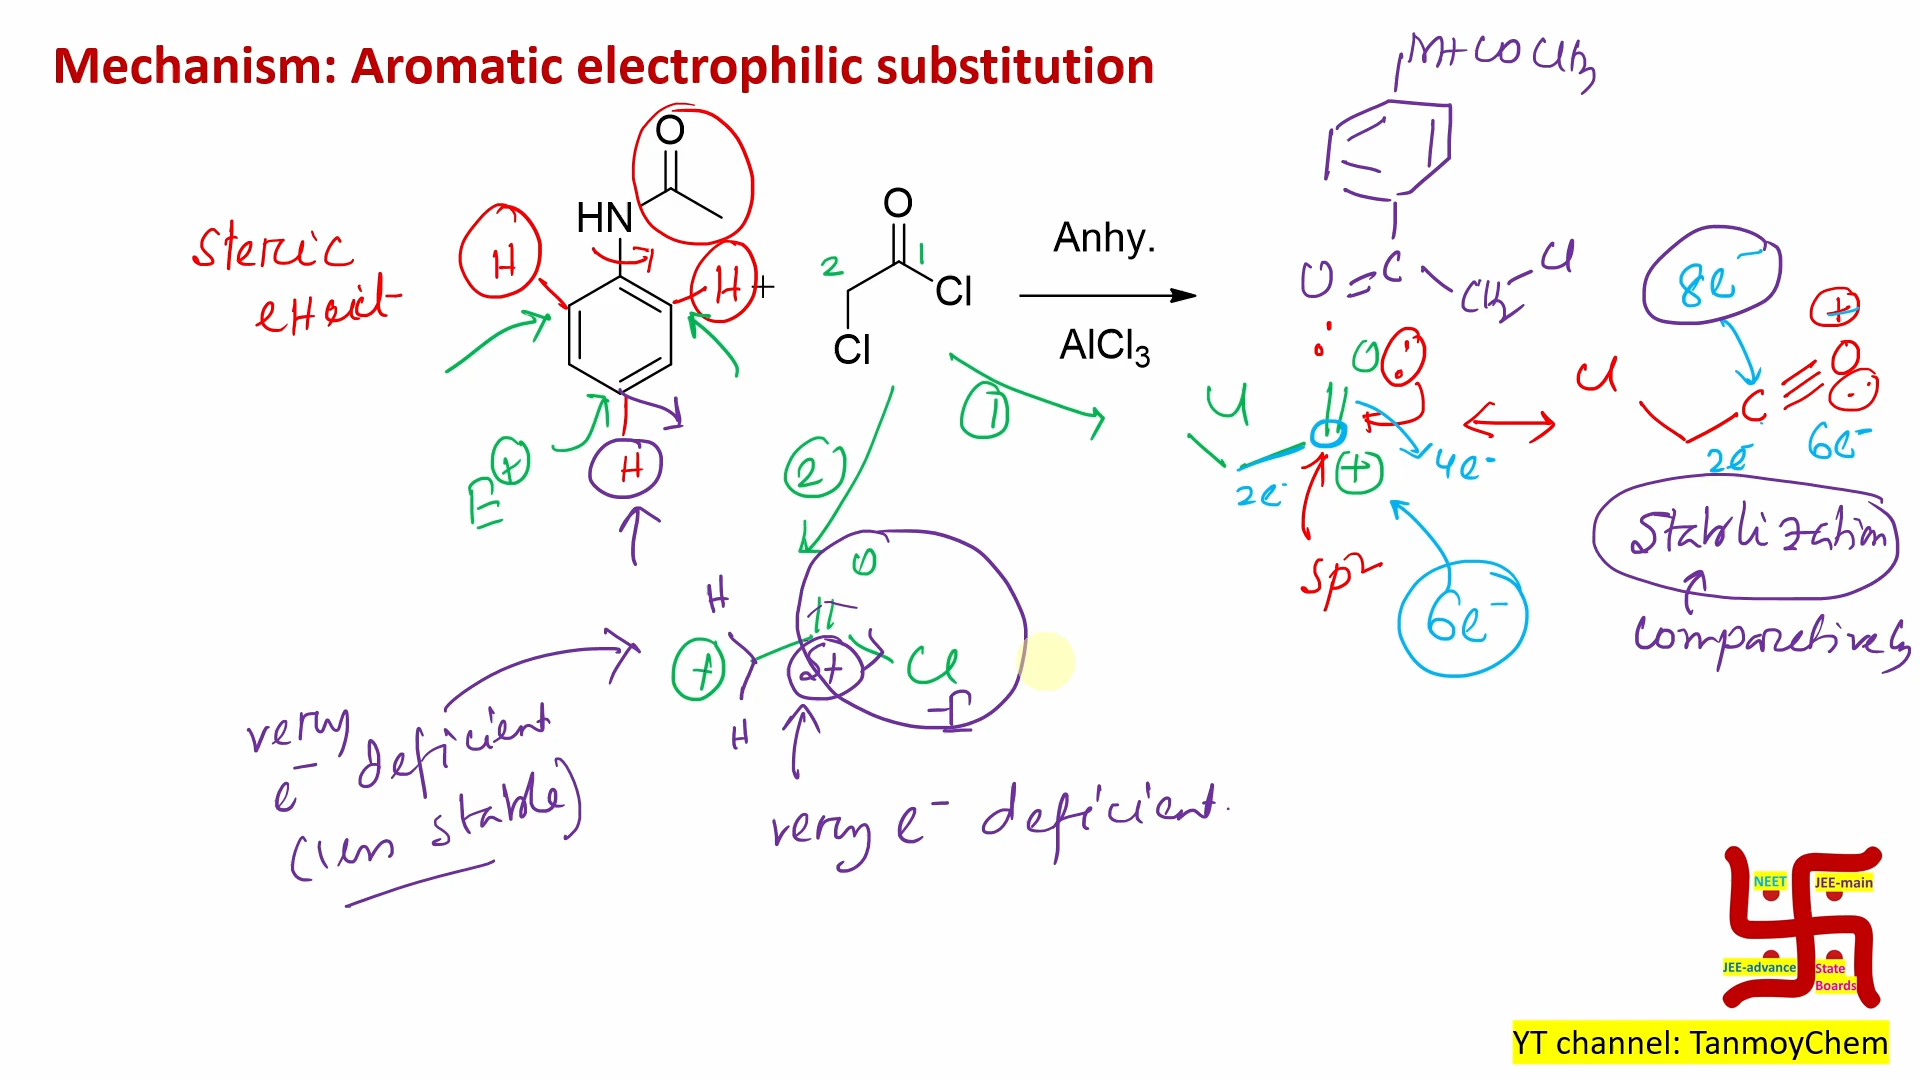 Mechanism: Aromatic electrophilic substitution
NHCOCH3
O
HN
H
H
+
O
2
1
Cl
Cl
Anhy.
AlCl3
O = C
CH2
Cl
Steric
effect
8e-
+
Cl
C
O
2e-
6e-
O
Cl
+
2e-
4e-
1
2
E+
H
sp2
6e-
Stabilization
comparetively
O
H
+
δ+
Cl
-I
H
very
e- deficient
(less stable)
very e- deficient.
NEET
JEE-main
JEE-advance
State
Boards
YT channel: TanmoyChem